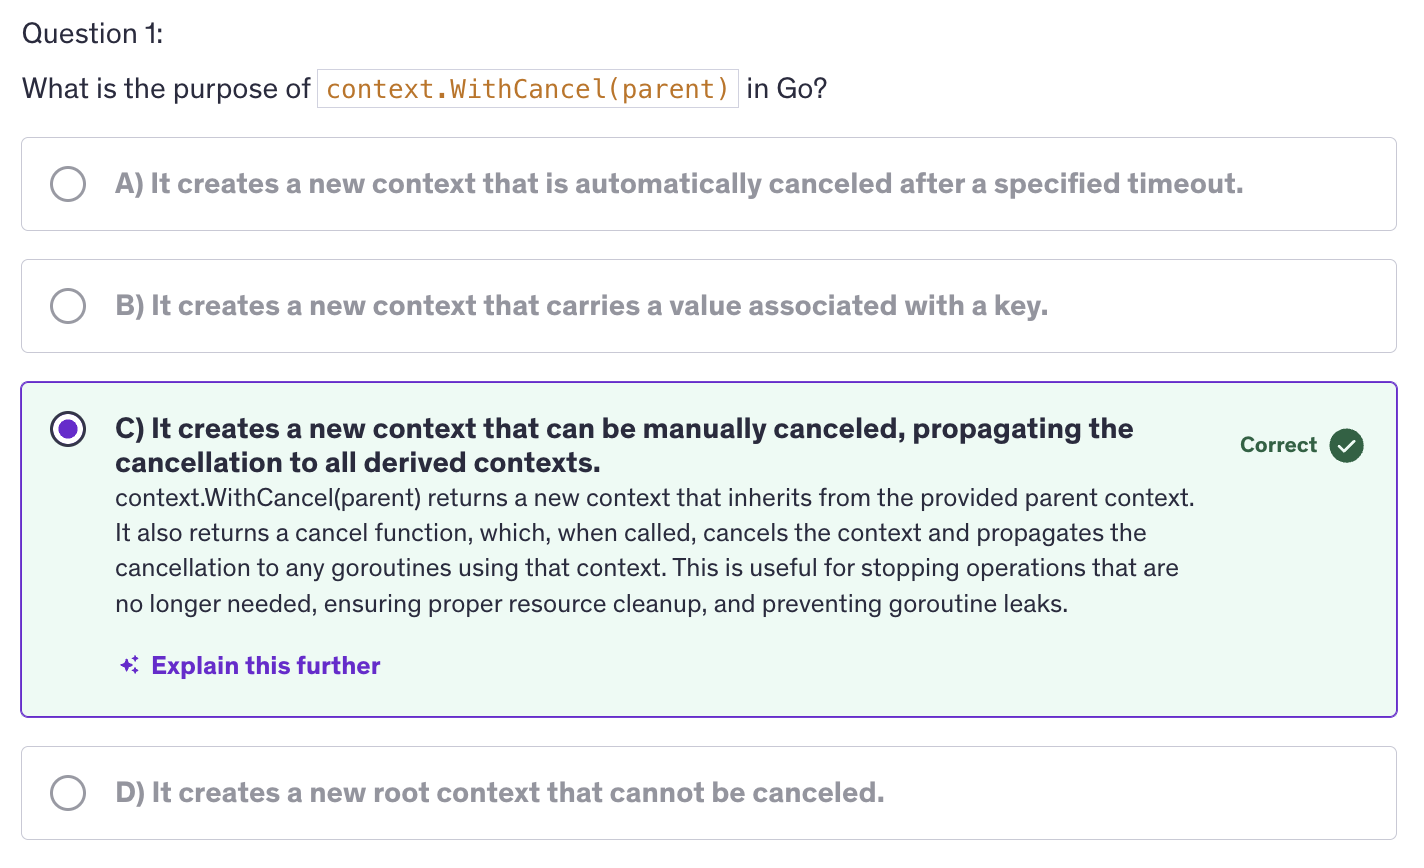 Question 1:
What is the purpose of context.WithCancel(parent) in Go?
A) It creates a new context that is automatically canceled after a specified timeout.
B) It creates a new context that carries a value associated with a key.
C) It creates a new context that can be manually canceled, propagating the
cancellation to all derived contexts.
Correct
context.WithCancel(parent) returns a new context that inherits from the provided parent context.
It also returns a cancel function, which, when called, cancels the context and propagates the
cancellation to any goroutines using that context. This is useful for stopping operations that are
no longer needed, ensuring proper resource cleanup, and preventing goroutine leaks.
Explain this further
D) It creates a new root context that cannot be canceled.